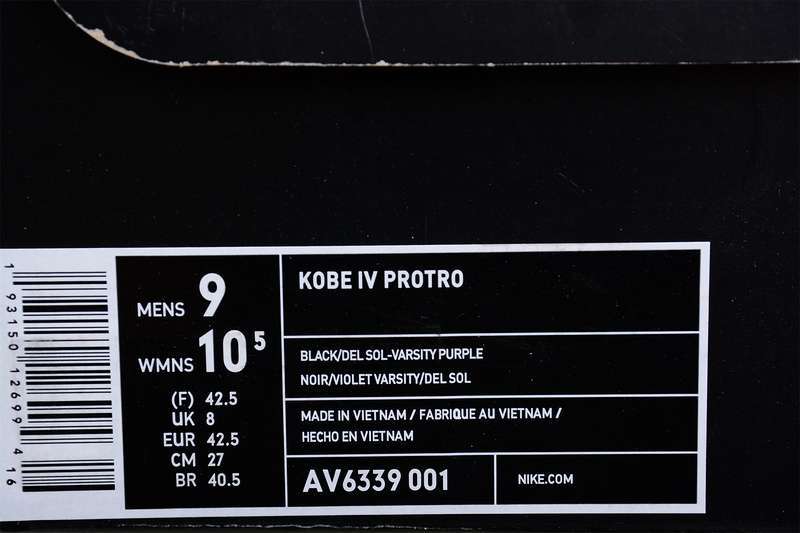 1 93150 12699 4 16
MENS 9
WMNS 10 5
(F) 42.5
UK 8
EUR 42.5
CM 27
BR 40.5
KOBE IV PROTRO
BLACK/DEL SOL-VARSITY PURPLE
NOIR/VIOLET VARSITY/DEL SOL
MADE IN VIETNAM / FABRIQUE AU VIETNAM /
HECHO EN VIETNAM
AV6339 001
NIKE.COM